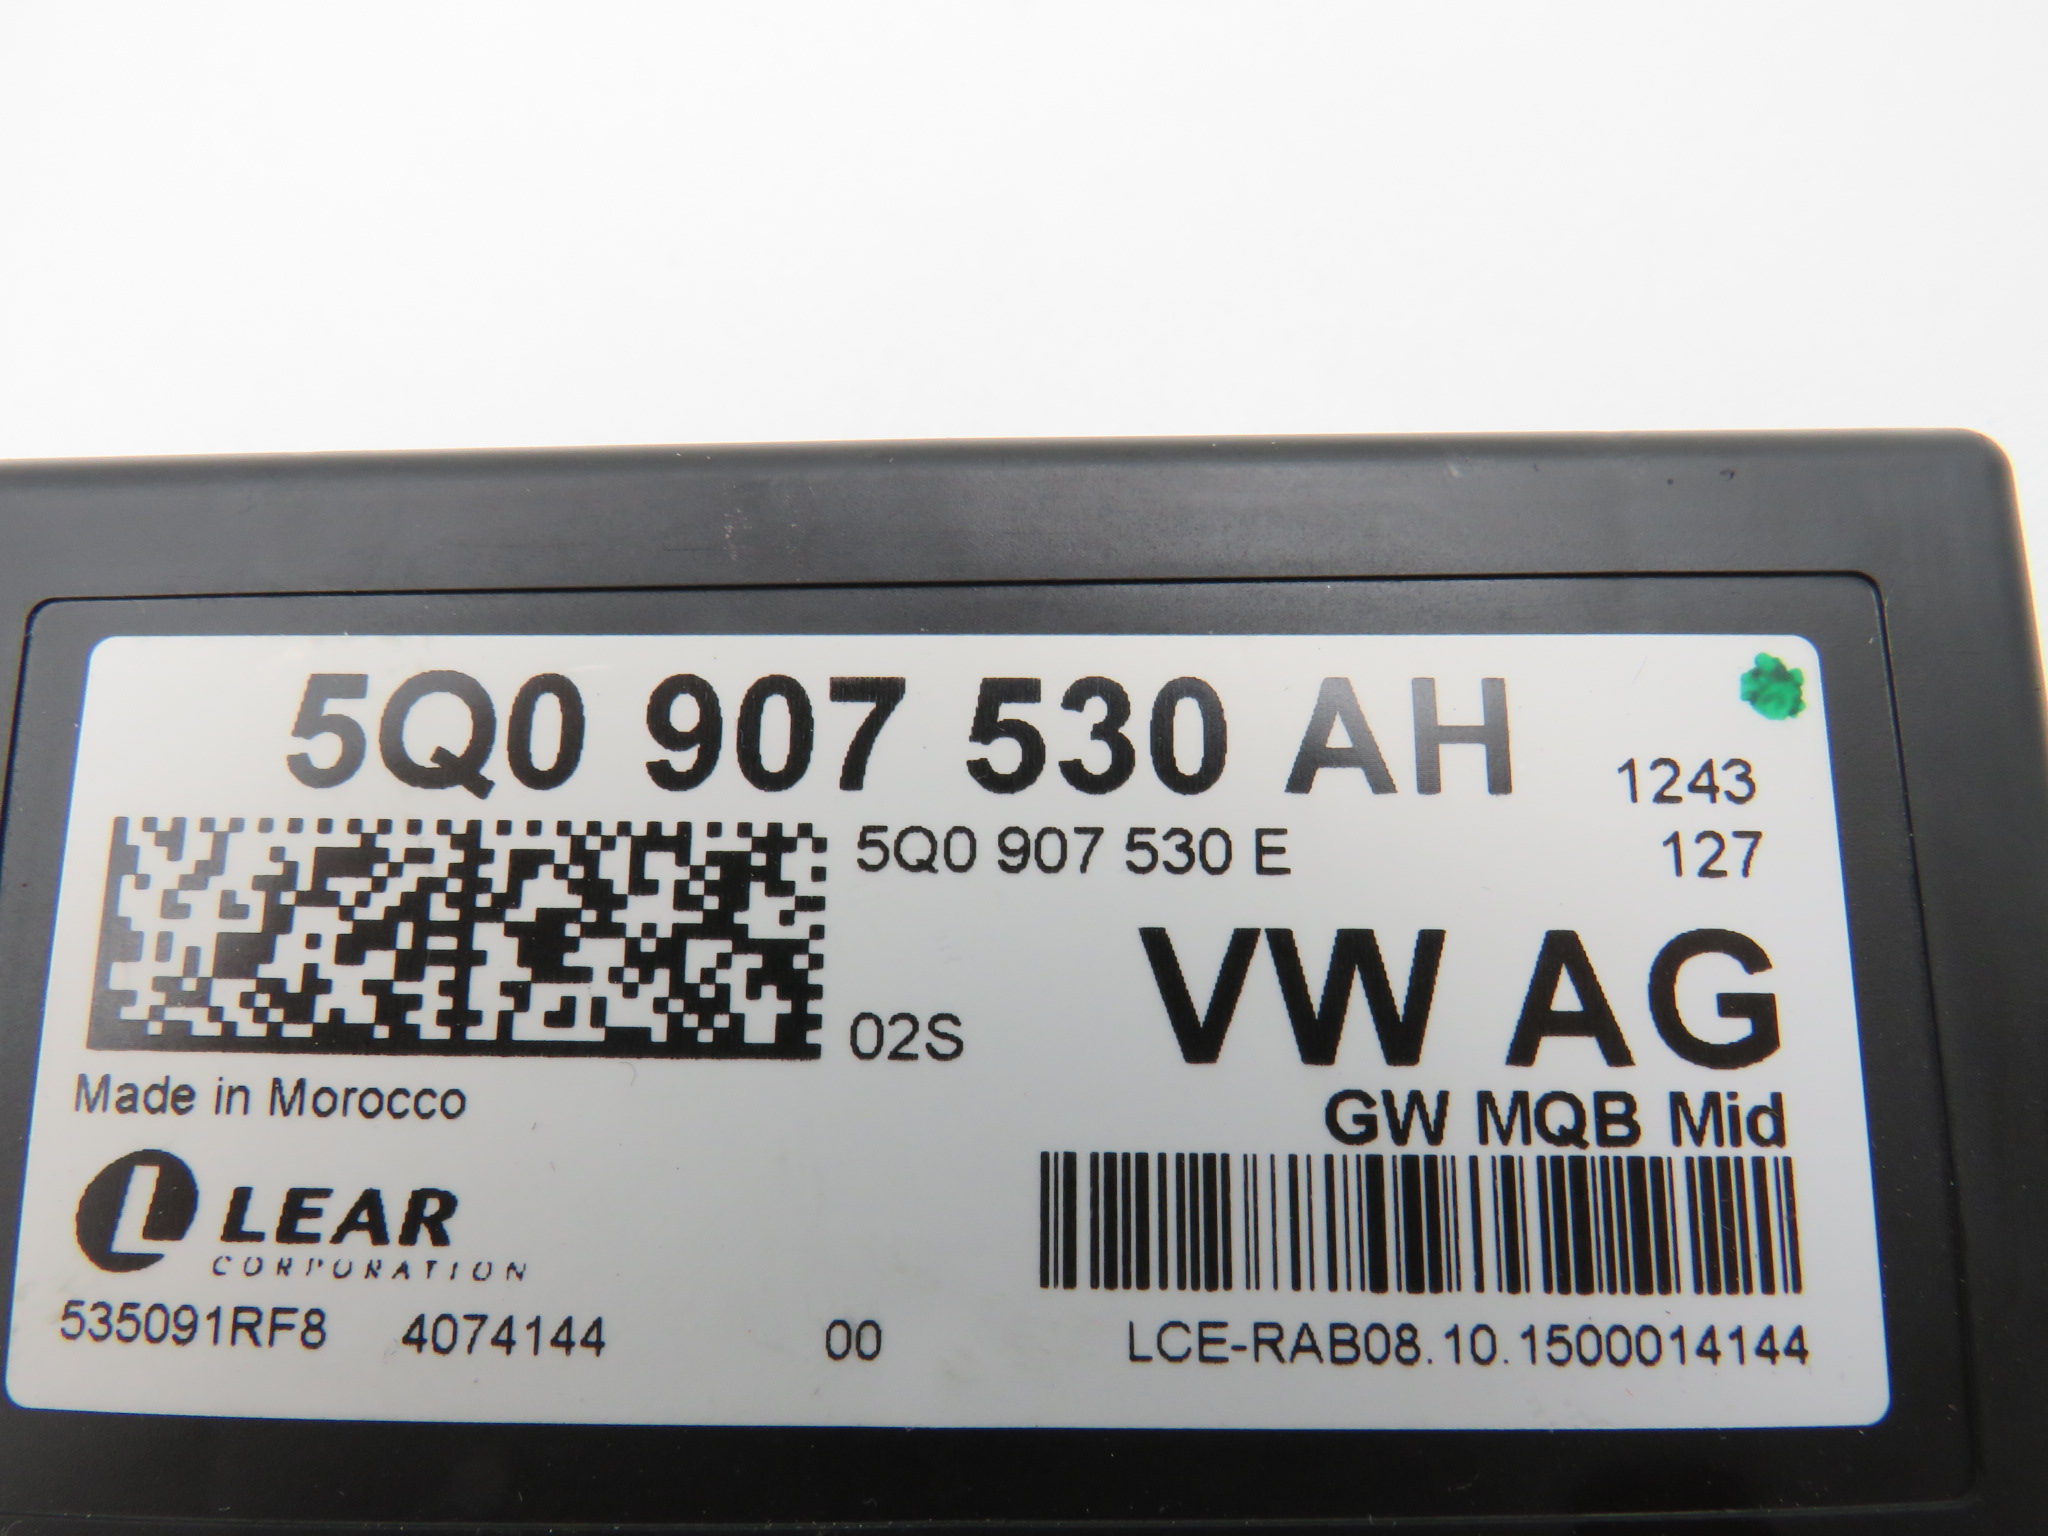 5Q0 907 530 AH
1243
5Q0 907 530 E
127
VW AG
02S
GW MQB Mid
Made in Morocco
LEAR
CORPORATION
535091RF8 4074144 00 LCE-RAB08.10.1500014144